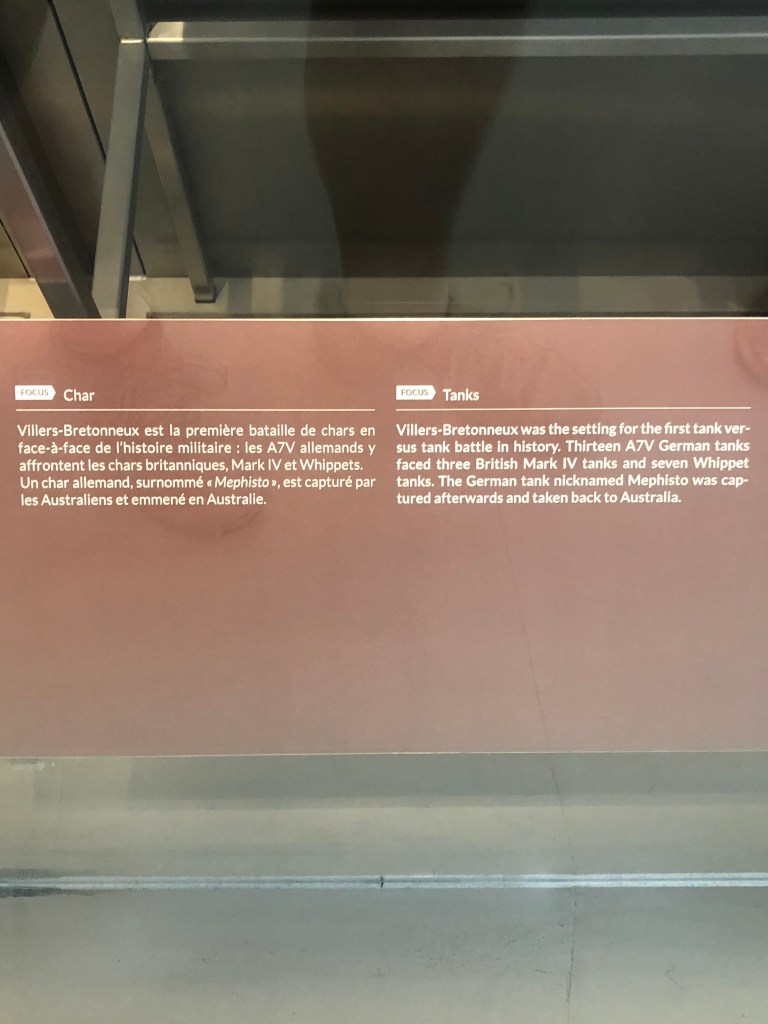 FOCUS Char
Villers-Bretonneux est la première bataille de chars en
face-à-face de l'histoire militaire : les A7V allemands y
affrontent les chars britanniques, Mark IV et Whippets.
Un char allemand, surnommé « Mephisto », est capturé par
les Australiens et emmené en Australie.
FOCUS Tanks
Villers-Bretonneux was the setting for the first tank ver-
sus tank battle in history. Thirteen A7V German tanks
faced three British Mark IV tanks and seven Whippet
tanks. The German tank nicknamed Mephisto was cap-
tured afterwards and taken back to Australia.